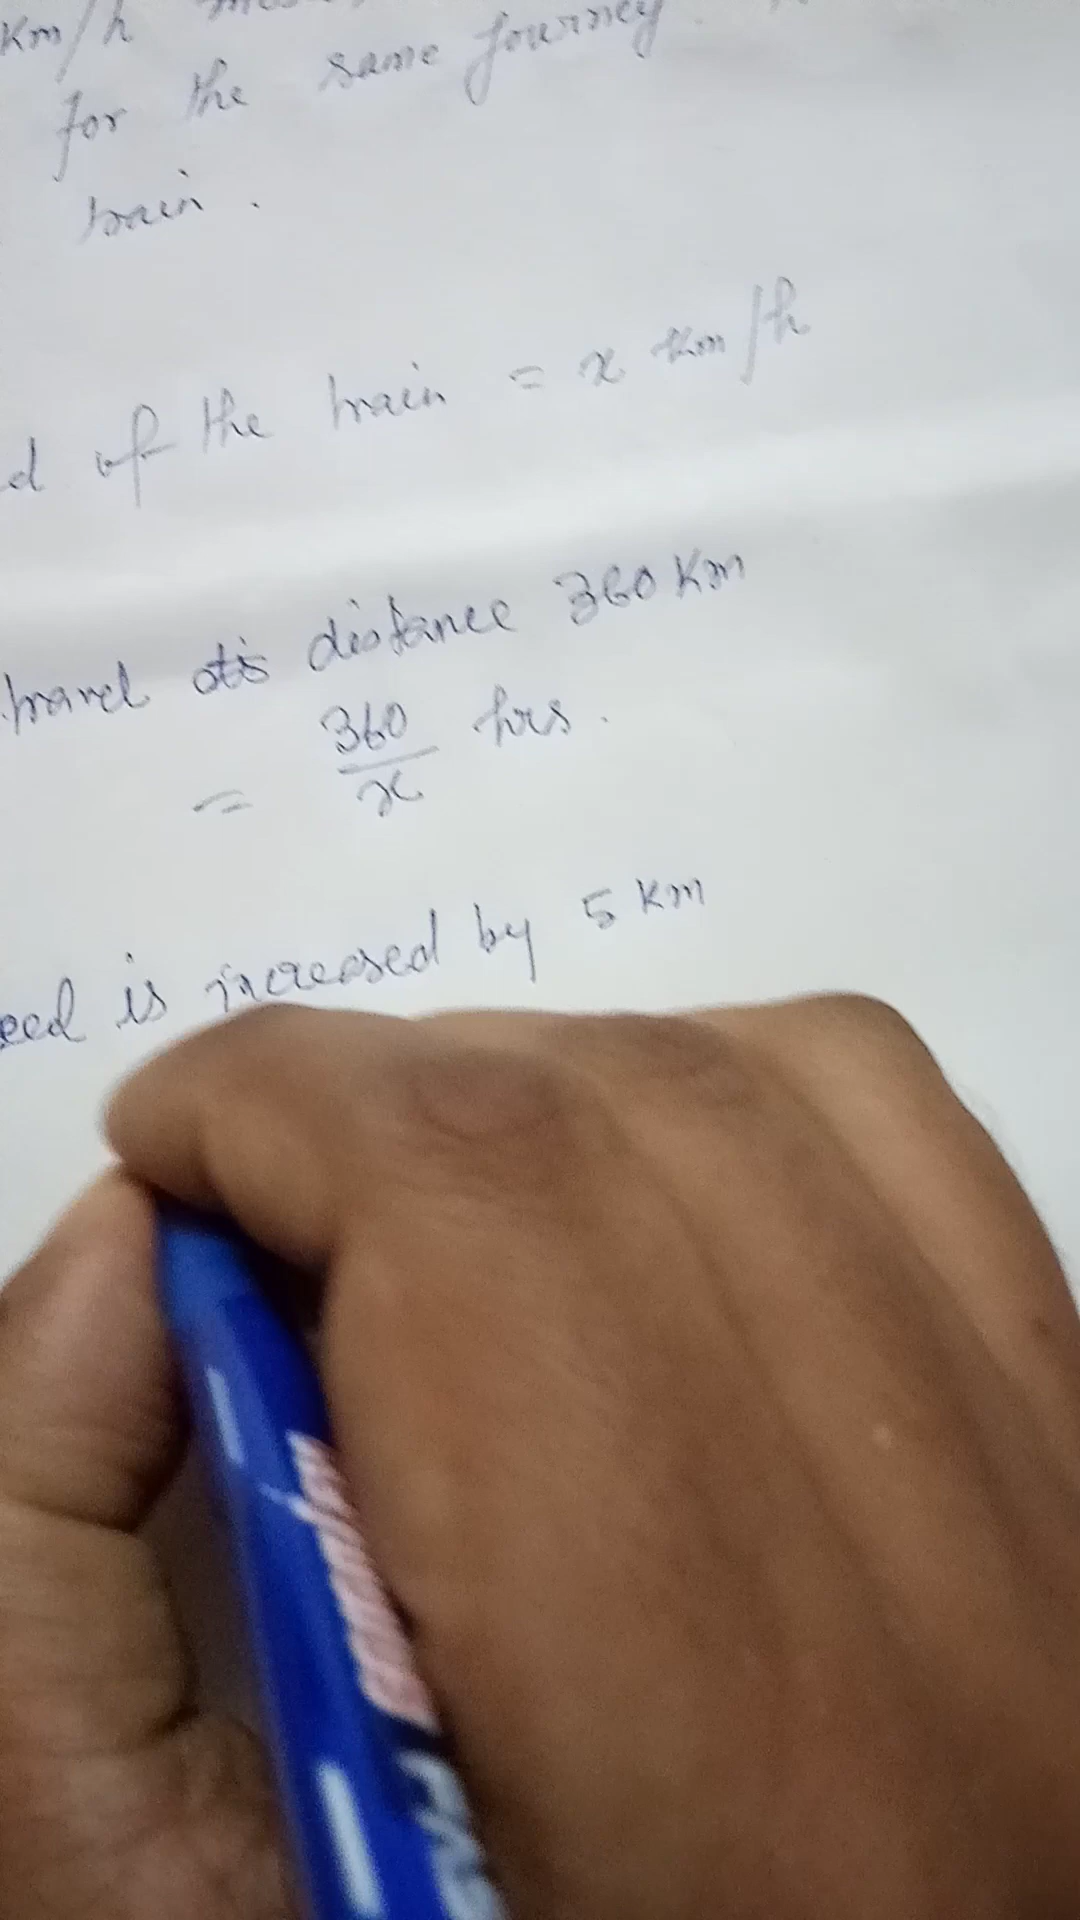 Km/h
for the same journey
train.
d of the train = x km/h
travel dis distance 360 Km
= 360/x hrs.
eed is increased by 5 Km